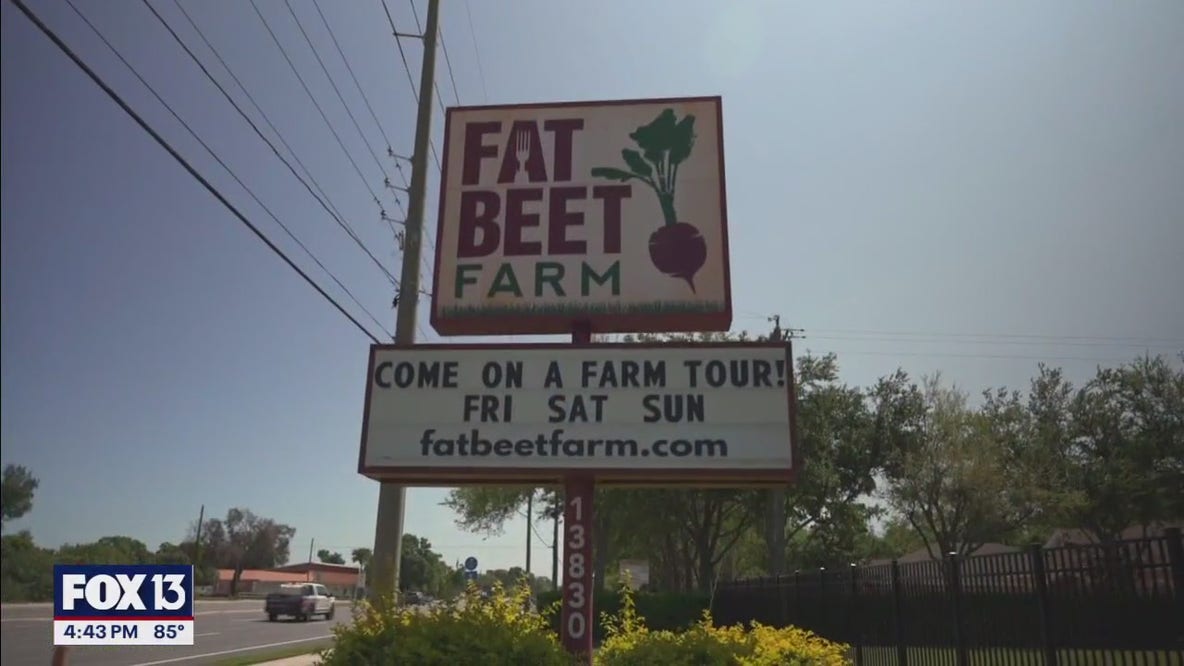 FAT
BEET
FARM
COME ON A FARM TOUR!
FRI SAT SUN
fatbeetfarm.com
13830
FOX 13
4:43 PM 85°